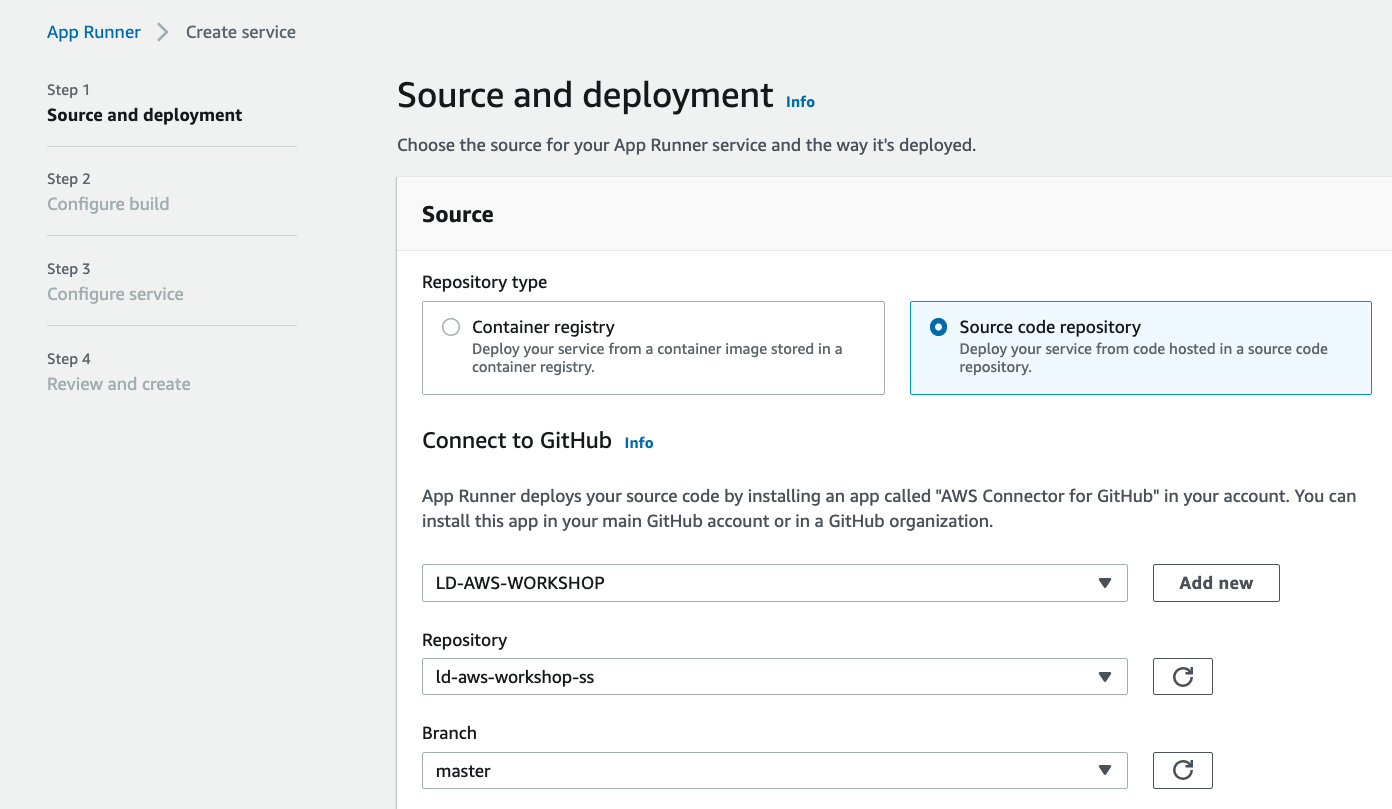 App Runner
Create service
Step 1
Source and deployment
Step 2
Configure build
Step 3
Configure service
Step 4
Review and create
Source and deployment Info
Choose the source for your App Runner service and the way it's deployed.
Source
Repository type
Container registry
Deploy your service from a container image stored in a
container registry.
Source code repository
Deploy your service from code hosted in a source code
repository.
Connect to GitHub Info
App Runner deploys your source code by installing an app called "AWS Connector for GitHub" in your account. You can
install this app in your main GitHub account or in a GitHub organization.
LD-AWS-WORKSHOP
Add new
Repository
ld-aws-workshop-ss
Branch
master